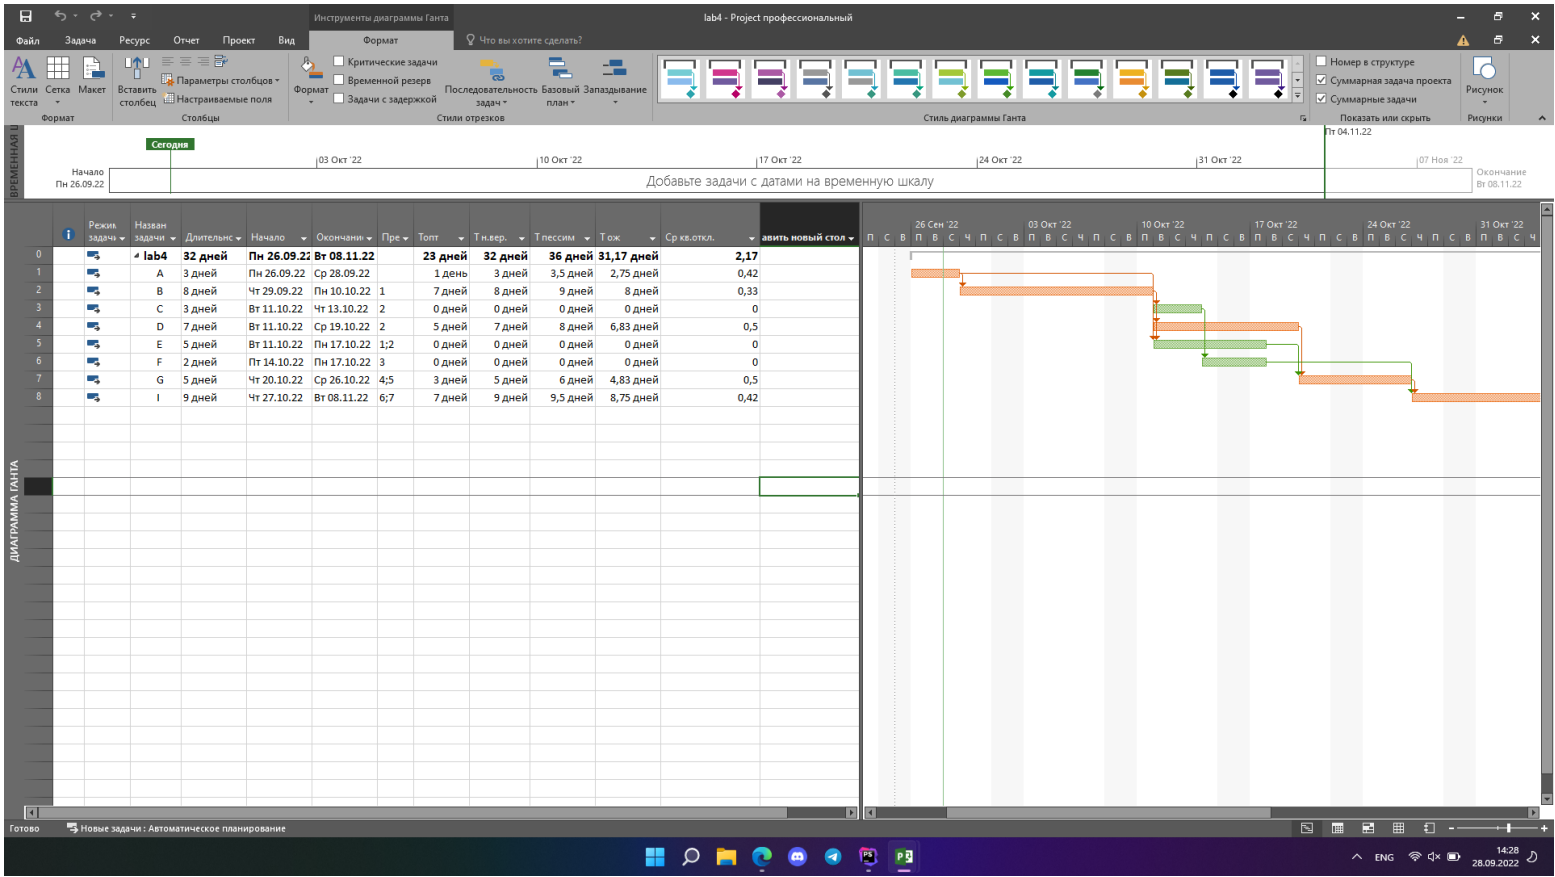 Инструменты диаграммы Ганта
lab4 - Project профессиональный
Файл Задача Ресурс Отчет Проект Вид Формат Что вы хотите сделать?
Стили текста
Сетка
Макет
Формат
Вставить столбец
Параметры столбцов
Настраиваемые поля
Столбцы
Формат
Критические задачи
Временной резерв
Задачи с задержкой
Последовательность задач
Базовый план
Запаздывание
Стили отрезков
Стиль диаграммы Ганта
Номер в структуре
Суммарная задача проекта
Суммарные задачи
Показать или скрыть
Рисунок
Рисунки
Сегодня
Пт 04.11.22
03 Окт '22 10 Окт '22 17 Окт '22 24 Окт '22 31 Окт '22 07 Ноя '22
Начало
Пн 26.09.22
Добавьте задачи с датами на временную шкалу
Окончание
Вт 08.11.22
ВРЕМЕННАЯ Ш
Режим задачи Назван задачи Длительнс Начало Окончани Пре Tопт T н.вер. T пессим T ож Ср кв.откл. авить новый стол
0 lab4 32 дней Пн 26.09.22 Вт 08.11.22 23 дней 32 дней 36 дней 31,17 дней 2,17
1 A 3 дней Пн 26.09.22 Ср 28.09.22 1 день 3 дней 3,5 дней 2,75 дней 0,42
2 B 8 дней Чт 29.09.22 Пн 10.10.22 1 7 дней 8 дней 9 дней 8 дней 0,33
3 C 3 дней Вт 11.10.22 Чт 13.10.22 2 0 дней 0 дней 0 дней 0 дней 0
4 D 7 дней Вт 11.10.22 Ср 19.10.22 2 5 дней 7 дней 8 дней 6,83 дней 0,5
5 E 5 дней Вт 11.10.22 Пн 17.10.22 1;2 0 дней 0 дней 0 дней 0 дней 0
6 F 2 дней Пт 14.10.22 Пн 17.10.22 3 0 дней 0 дней 0 дней 0 дней 0
7 G 5 дней Чт 20.10.22 Ср 26.10.22 4;5 3 дней 5 дней 6 дней 4,83 дней 0,5
8 I 9 дней Чт 27.10.22 Вт 08.11.22 6;7 7 дней 9 дней 9,5 дней 8,75 дней 0,42
26 Сен '22 03 Окт '22 10 Окт '22 17 Окт '22 24 Окт '22 31 Окт '22
П С В П В С Ч П С В П В С Ч П С В П В С Ч П С В П В С Ч П С В П В С Ч П С В П В С Ч
ДИАГРАММА ГАНТА
Готово Новые задачи : Автоматическое планирование
ENG
14:28
28.09.2022